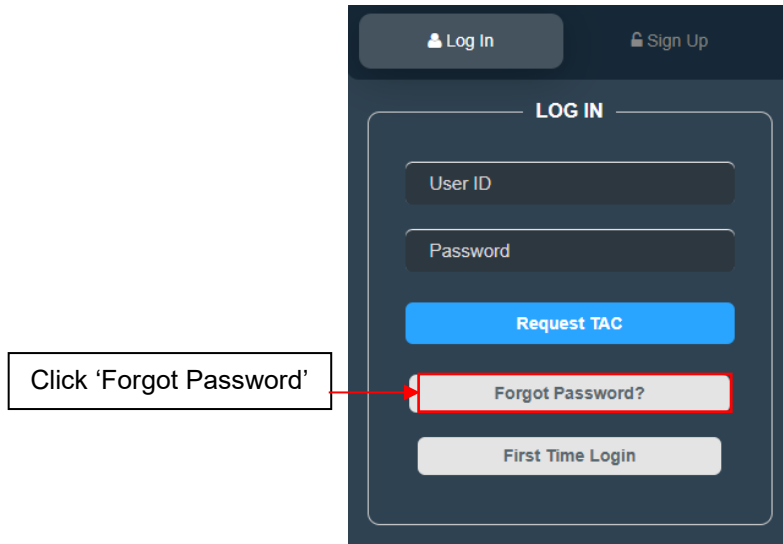 Log In
Sign Up
LOG IN
User ID
Password
Request TAC
Click ‘Forgot Password’
Forgot Password?
First Time Login